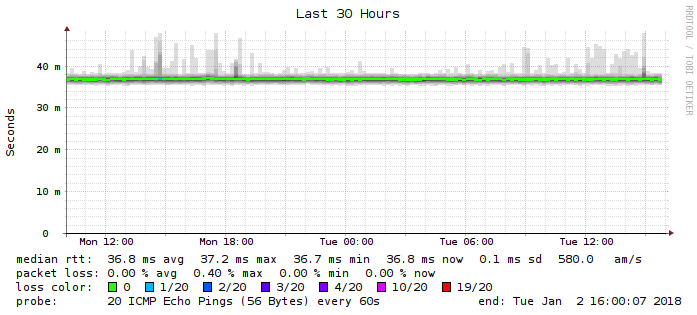 Last 30 Hours
RRDTOOL / TOBI OETIKER
Seconds
40 m
30 m
20 m
10 m
0
Mon 12:00 Mon 18:00 Tue 00:00 Tue 06:00 Tue 12:00
median rtt: 36.8 ms avg 37.2 ms max 36.7 ms min 36.8 ms now 0.1 ms sd 580.0 am/s
packet loss: 0.00 % avg 0.40 % max 0.00 % min 0.00 % now
loss color: 0 1/20 2/20 3/20 4/20 10/20 19/20
probe: 20 ICMP Echo Pings (56 Bytes) every 60s end: Tue Jan 2 16:00:07 2018